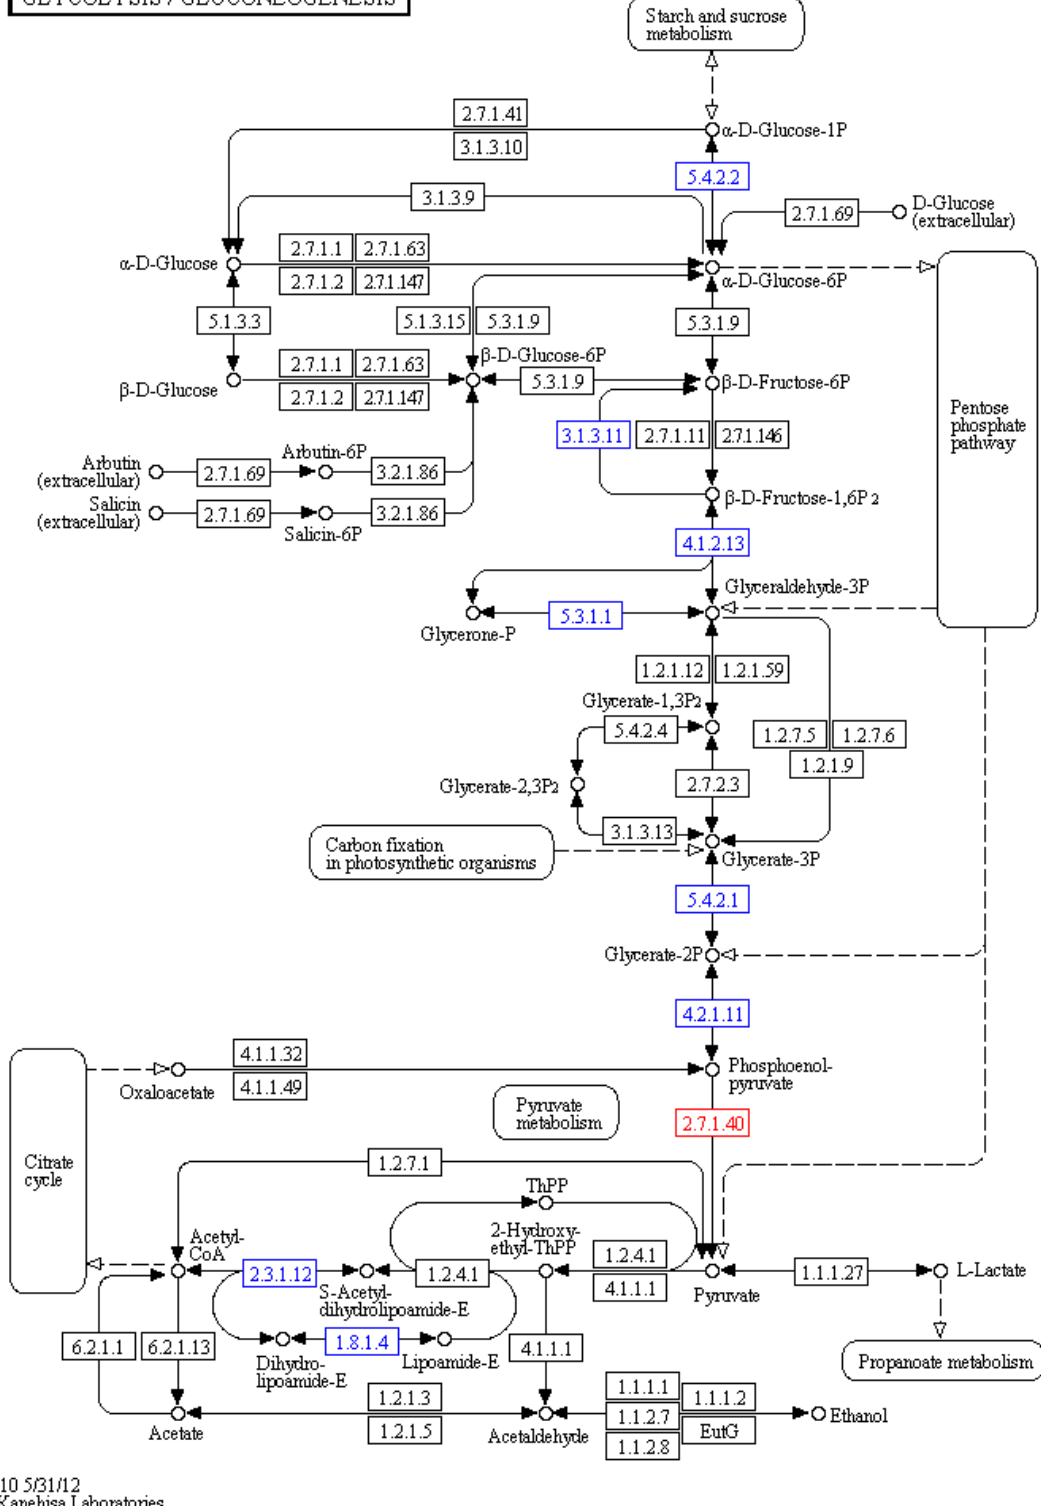 GLYCOLYSIS / GLUCONEOGENESIS
Starch and sucrose
metabolism
2.7.1.41
α-D-Glucose-1P
3.1.3.10
5.4.2.2
3.1.3.9
2.7.1.69
D-Glucose
(extracellular)
2.7.1.1
2.7.1.63
α-D-Glucose
2.7.1.2
2.7.1.147
α-D-Glucose-6P
5.1.3.3
5.1.3.15
5.3.1.9
5.3.1.9
β-D-Glucose-6P
2.7.1.1
2.7.1.63
β-D-Glucose
5.3.1.9
β-D-Fructose-6P
2.7.1.2
2.7.1.147
Pentose
phosphate
pathway
3.1.3.11
2.7.1.11
2.7.1.146
Arbutin
(extracellular)
2.7.1.69
Arbutin-6P
3.2.1.86
Salicin
(extracellular)
2.7.1.69
Salicin-6P
3.2.1.86
β-D-Fructose-1,6P2
4.1.2.13
Glyceraldehyde-3P
5.3.1.1
Glycerone-P
1.2.1.12
1.2.1.59
Glycerate-1,3P2
5.4.2.4
1.2.7.5
1.2.7.6
1.2.1.9
Glycerate-2,3P2
2.7.2.3
3.1.3.13
Carbon fixation
in photosynthetic organisms
Glycerate-3P
5.4.2.1
Glycerate-2P
4.2.1.11
4.1.1.32
Oxaloacetate
4.1.1.49
Phosphoenol-
pyruvate
Pyruvate
metabolism
2.7.1.40
Citrate
cycle
1.2.7.1
ThPP
Acetyl-
CoA
2-Hydroxy-
ethyl-ThPP
1.2.4.1
2.3.1.12
1.2.4.1
4.1.1.1
Pyruvate
1.1.1.27
L-Lactate
S-Acetyl-
dihydrolipoamide-E
6.2.1.1
6.2.1.13
1.8.1.4
Dihydro-
lipoamide-E
Lipoamide-E
4.1.1.1
Propanoate metabolism
1.2.1.3
1.1.1.1
1.1.1.2
Acetate
1.2.1.5
Acetaldehyde
1.1.2.7
EutG
Ethanol
1.1.2.8
10 5/31/12
Kanehisa Laboratories